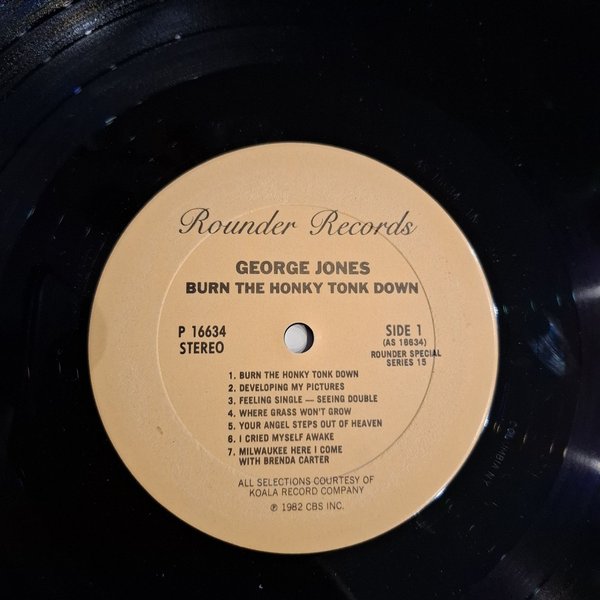 Rounder Records
GEORGE JONES
BURN THE HONKY TONK DOWN
P 16634
STEREO
SIDE 1
(AS 16634)
ROUNDER SPECIAL
SERIES 15
1. BURN THE HONKY TONK DOWN
2. DEVELOPING MY PICTURES
3. FEELING SINGLE — SEEING DOUBLE
4. WHERE GRASS WON'T GROW
5. YOUR ANGEL STEPS OUT OF HEAVEN
6. I CRIED MYSELF AWAKE
7. MILWAUKEE HERE I COME
WITH BRENDA CARTER
ALL SELECTIONS COURTESY OF
KOALA RECORD COMPANY
℗ 1982 CBS INC.
COLUMBIA NY